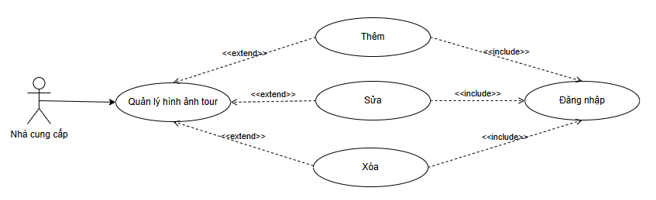 Thêm
<<extend>>
<<include>>
Quản lý hình ảnh tour
<<extend>>
Sửa
<<include>>
Đăng nhập
Nhà cung cấp
<<extend>>
<<include>>
Xóa